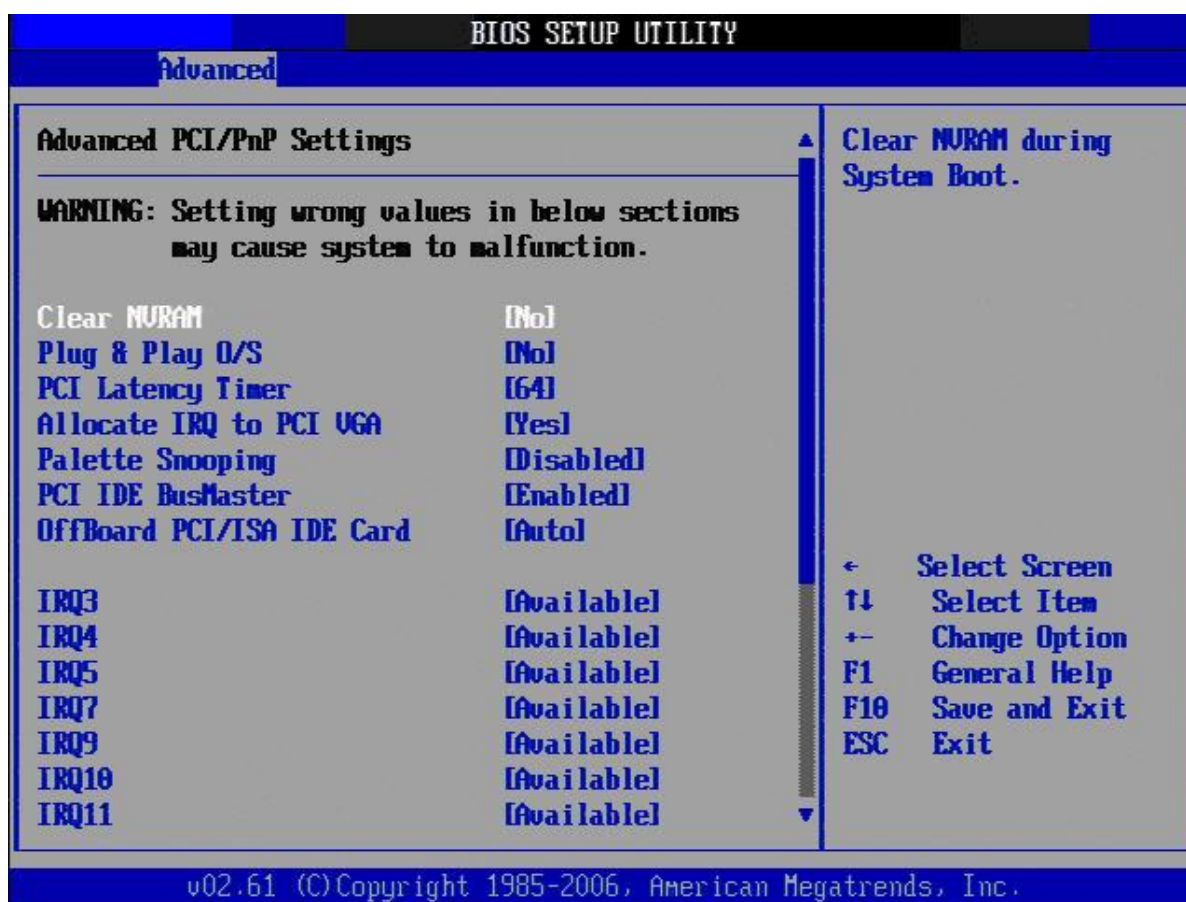 BIOS SETUP UTILITY
Advanced
Advanced PCI/PnP Settings
WARNING: Setting wrong values in below sections
may cause system to malfunction.
Clear NVRAM [No]
Plug & Play O/S [No]
PCI Latency Timer [64]
Allocate IRQ to PCI VGA [Yes]
Palette Snooping [Disabled]
PCI IDE BusMaster [Enabled]
OffBoard PCI/ISA IDE Card [Auto]
IRQ3 [Available]
IRQ4 [Available]
IRQ5 [Available]
IRQ7 [Available]
IRQ9 [Available]
IRQ10 [Available]
IRQ11 [Available]
Clear NVRAM during
System Boot.
← Select Screen
↑↓ Select Item
+- Change Option
F1 General Help
F10 Save and Exit
ESC Exit
v02.61 (C)Copyright 1985-2006, American Megatrends, Inc.